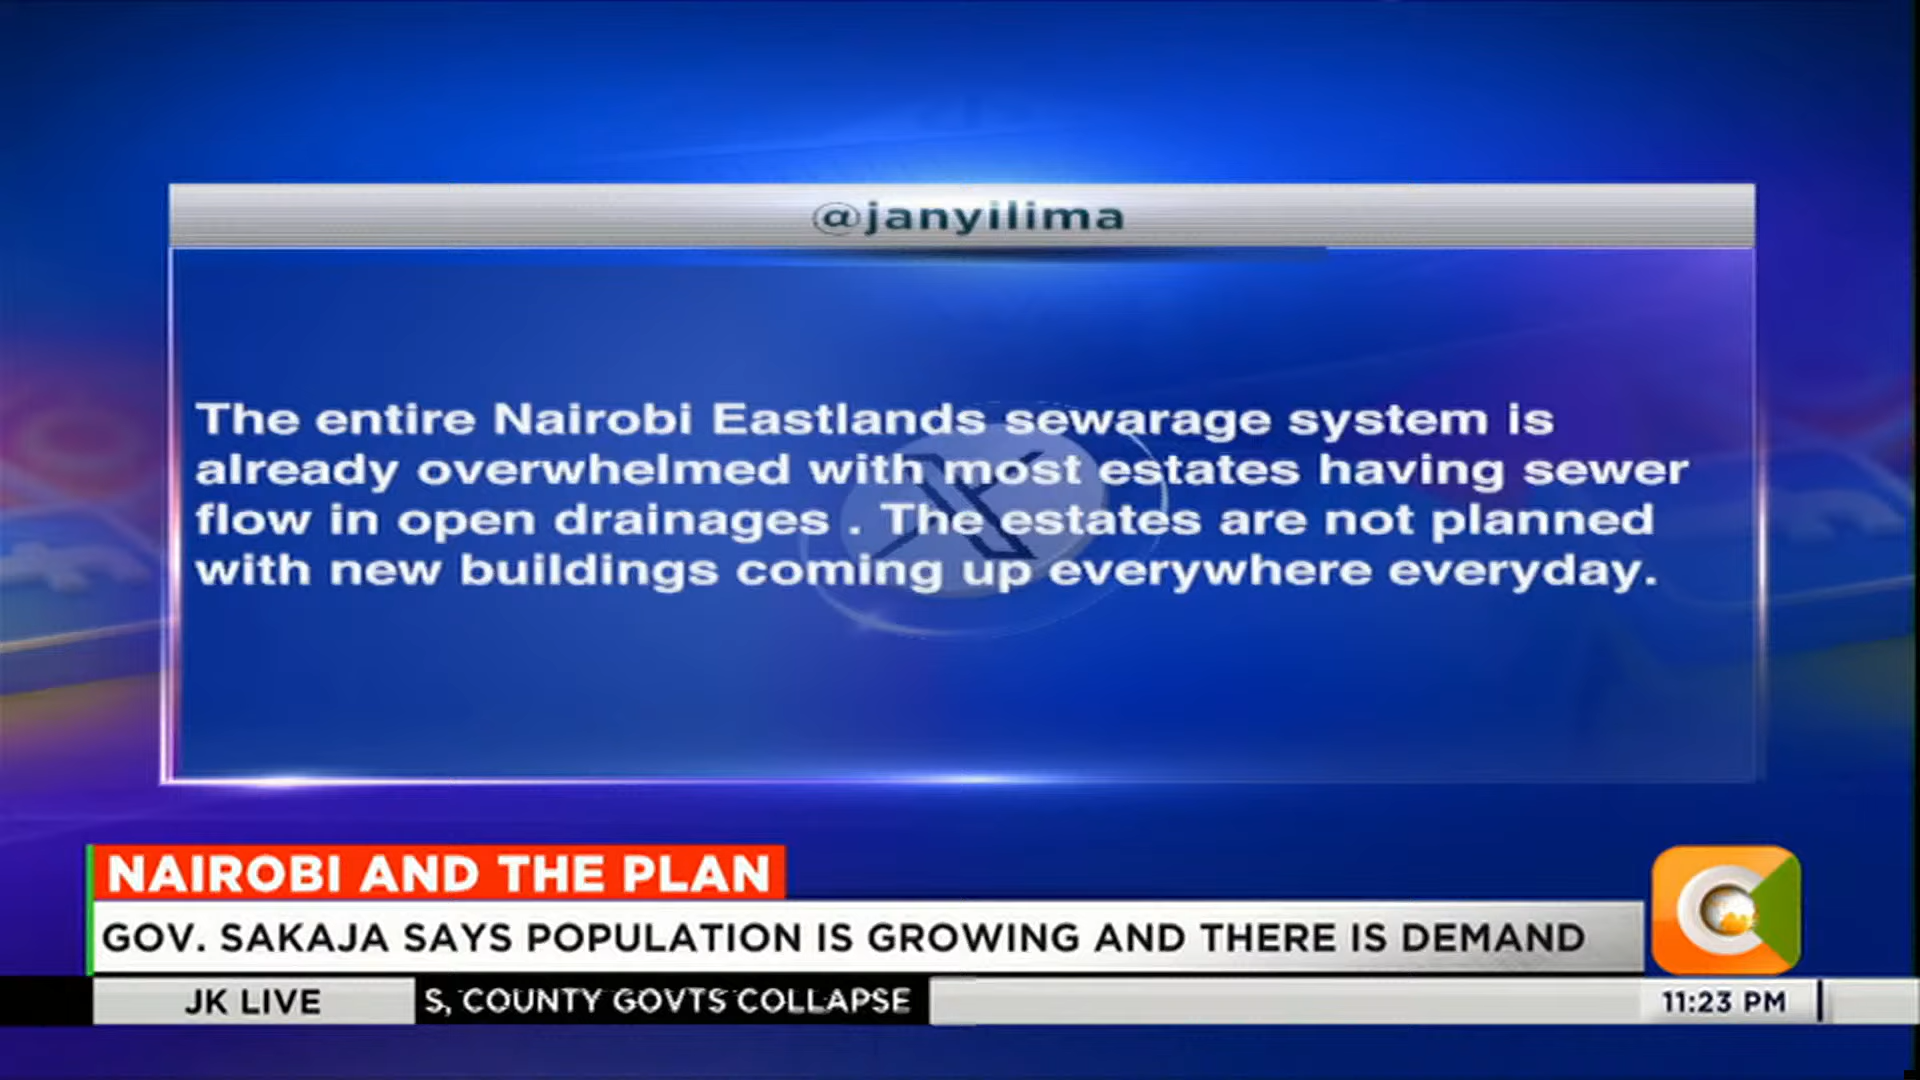 @janyilima
The entire Nairobi Eastlands sewarage system is
already overwhelmed with most estates having sewer
flow in open drainages . The estates are not planned
with new buildings coming up everywhere everyday.
NAIROBI AND THE PLAN
GOV. SAKAJA SAYS POPULATION IS GROWING AND THERE IS DEMAND
JK LIVE
S, COUNTY GOVTS COLLAPSE
11:23 PM